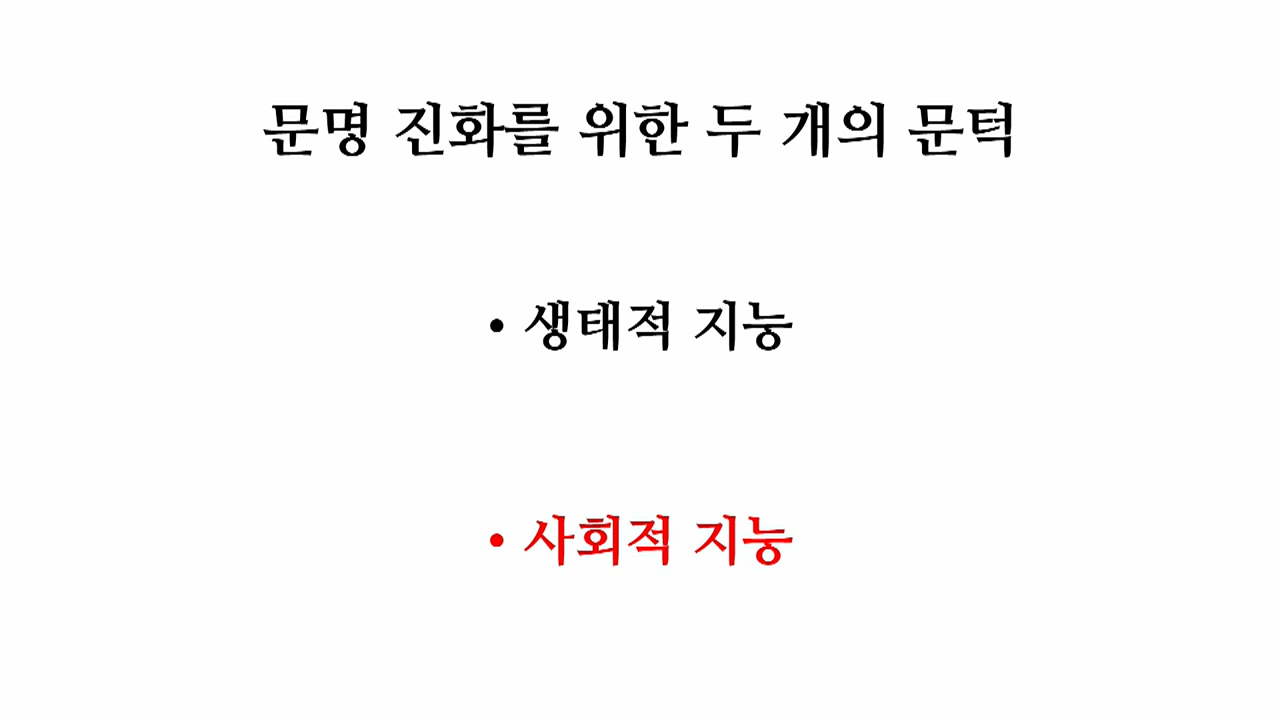 문명 진화를 위한 두 개의 문턱
• 생태적 지능
• 사회적 지능